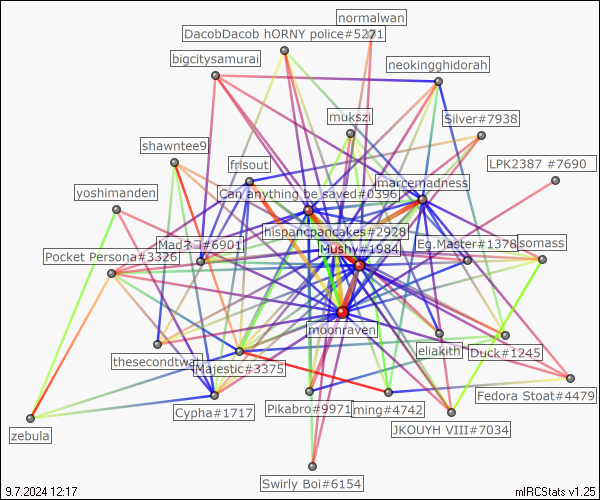 normalwan
DacobDacob hORNY police#5271
bigcitysamurai
neokingghidorah
mukszi
Silver#7938
shawntee9
frisout
LPK2387 #7690
marcemadness
yoshimanden
Can anything be saved#0396
hispanicpancakes#2928
Madネコ#6901
Mushy#1984
Eg.Master#1378
somass
Pocket Persona#3326
moonraven
thesecondtwat
Majestic#3375
eliakith
Duck#1245
Cypha#1717
Pikabro#9971
ming#4742
Fedora Stoat#4479
JKOUYH VIII#7034
zebula
Swirly Boi#6154
9.7.2024 12:17
mIRCStats v1.25